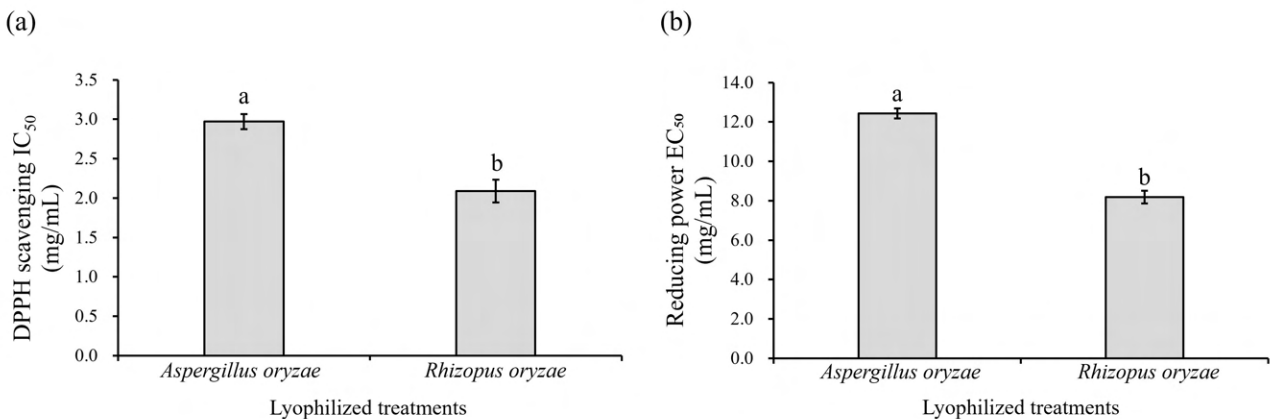 (a)
DPPH scavenging IC₅₀
(mg/mL)
3.5
3.0
2.5
2.0
1.5
1.0
0.5
0.0
a
b
Aspergillus oryzae
Rhizopus oryzae
Lyophilized treatments
(b)
Reducing power EC₅₀
(mg/mL)
14.0
12.0
10.0
8.0
6.0
4.0
2.0
0.0
a
b
Aspergillus oryzae
Rhizopus oryzae
Lyophilized treatments